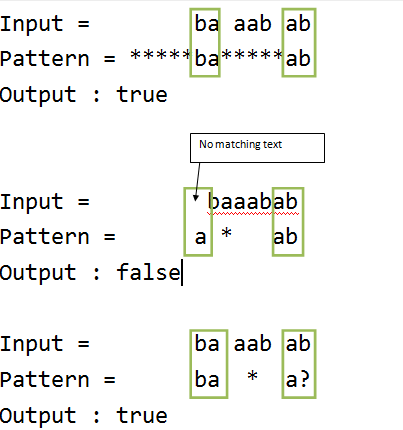 Input = ba aab ab
Pattern = *****ba*****ab
Output : true
No matching text
Input = baaabab
Pattern = a * ab
Output : false
Input = ba aab ab
Pattern = ba * a?
Output : true